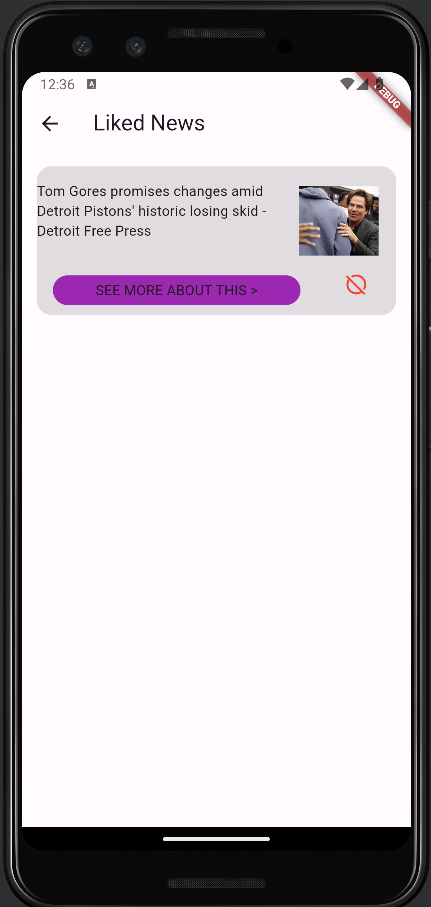 12:36 A
DEBUG
Liked News
Tom Gores promises changes amid
Detroit Pistons' historic losing skid -
Detroit Free Press
SEE MORE ABOUT THIS >